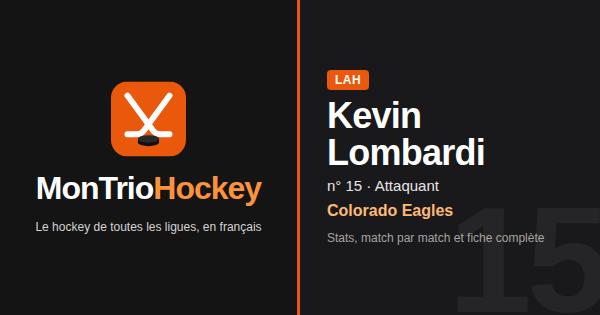 MonTrioHockey
Le hockey de toutes les ligues, en français
LAH
Kevin
Lombardi
n° 15 · Attaquant
Colorado Eagles
Stats, match par match et fiche complète
15